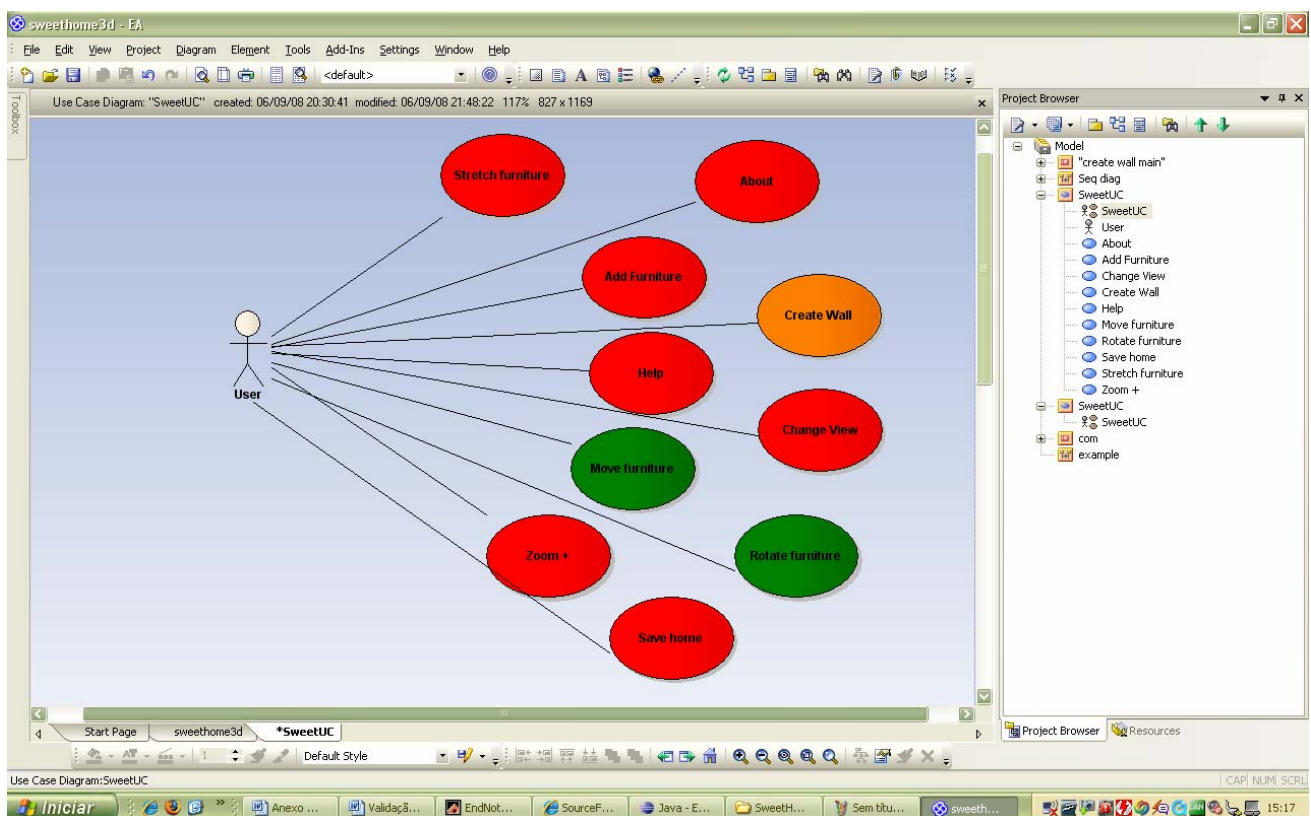 sweethome3d - EA
File Edit View Project Diagram Element Tools Add-Ins Settings Window Help
<default>
Toolbox
Use Case Diagram: "SweetUC" created: 06/09/08 20:30:41 modified: 06/09/08 21:48:22 117% 827 x 1169
Stretch furniture
About
Add Furniture
Create Wall
Help
User
Change View
Move furniture
Zoom +
Rotate furniture
Save home
Project Browser
Model
"create wall main"
Seq diag
SweetUC
SweetUC
User
About
Add Furniture
Change View
Create Wall
Help
Move furniture
Rotate furniture
Save home
Stretch furniture
Zoom +
SweetUC
SweetUC
com
example
Start Page sweethome3d *SweetUC
Project Browser Resources
1 Default Style
Use Case Diagram:SweetUC
CAP NUM SCRL
Iniciar Anexo ... Validaçã... EndNot... SourceF... Java - E... SweetH... Sem títu... sweeth... LAN 15:17